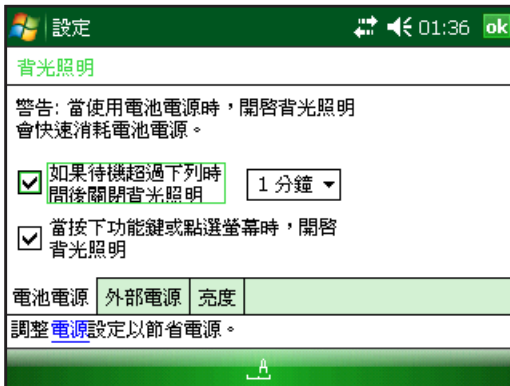 設定 01:36 ok
背光照明
警告: 當使用電池電源時，開啓背光照明
會快速消耗電池電源。
如果待機超過下列時
間後關閉背光照明
1 分鐘
當按下功能鍵或點選螢幕時，開啓
背光照明
電池電源 外部電源 亮度
調整電源設定以節省電源。
A